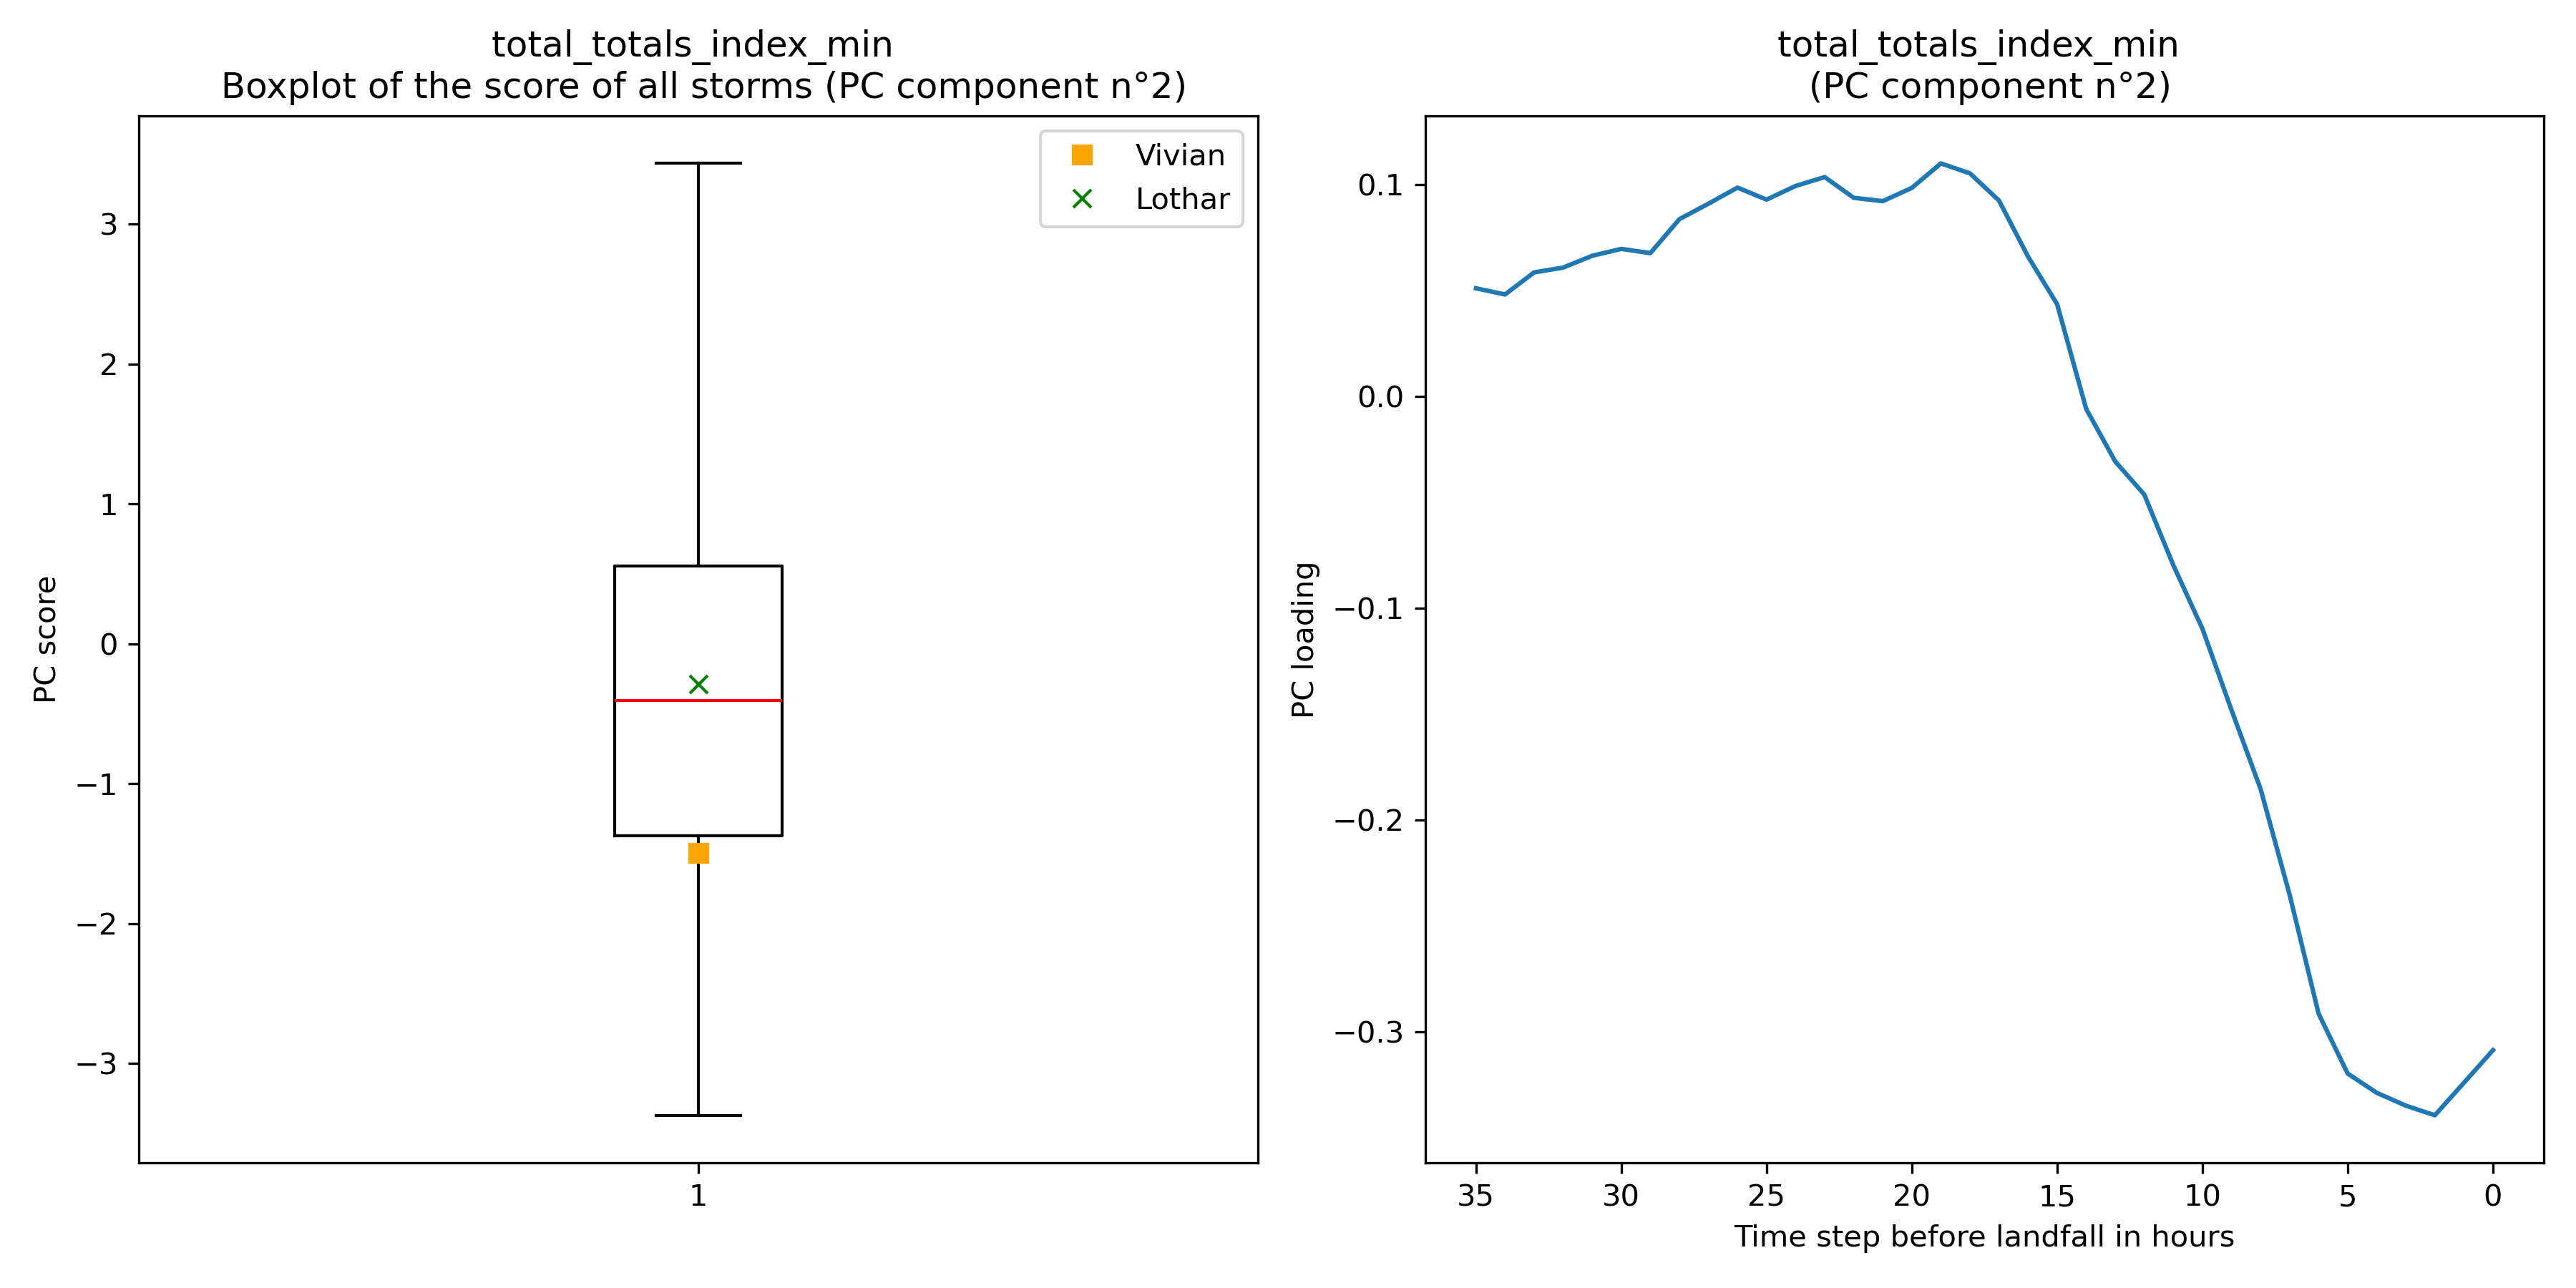 total_totals_index_min
Boxplot of the score of all storms (PC component n°2)
Vivian
Lothar
3
2
1
0
−1
−2
−3
PC score
1
total_totals_index_min
(PC component n°2)
0.1
0.0
−0.1
−0.2
−0.3
PC loading
35 30 25 20 15 10 5 0
Time step before landfall in hours